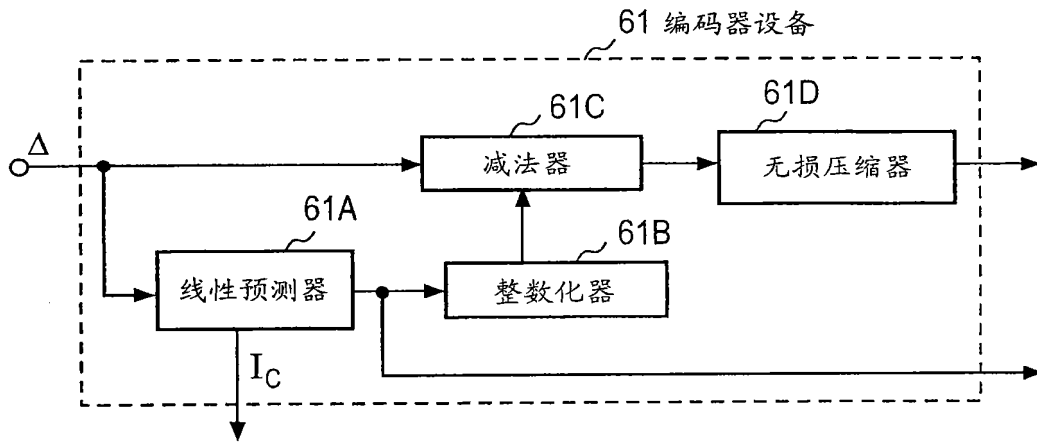 61 编码器设备
61C
61D
Δ
减法器
无损压缩器
61A
61B
线性预测器
整数化器
I_C